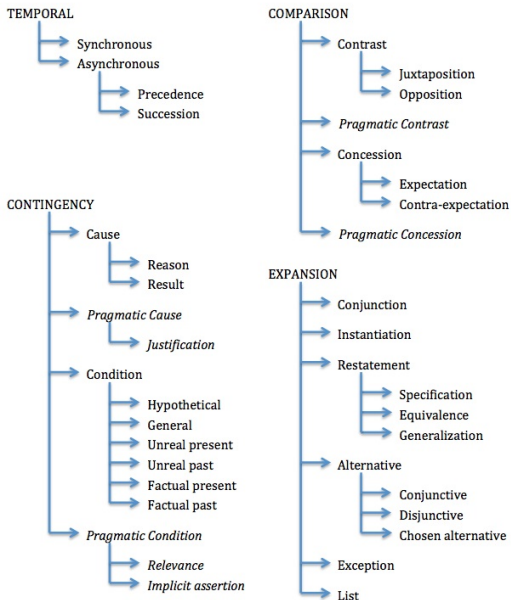 TEMPORAL
Synchronous
Asynchronous
Precedence
Succession
CONTINGENCY
Cause
Reason
Result
Pragmatic Cause
Justification
Condition
Hypothetical
General
Unreal present
Unreal past
Factual present
Factual past
Pragmatic Condition
Relevance
Implicit assertion
COMPARISON
Contrast
Juxtaposition
Opposition
Pragmatic Contrast
Concession
Expectation
Contra-expectation
Pragmatic Concession
EXPANSION
Conjunction
Instantiation
Restatement
Specification
Equivalence
Generalization
Alternative
Conjunctive
Disjunctive
Chosen alternative
Exception
List